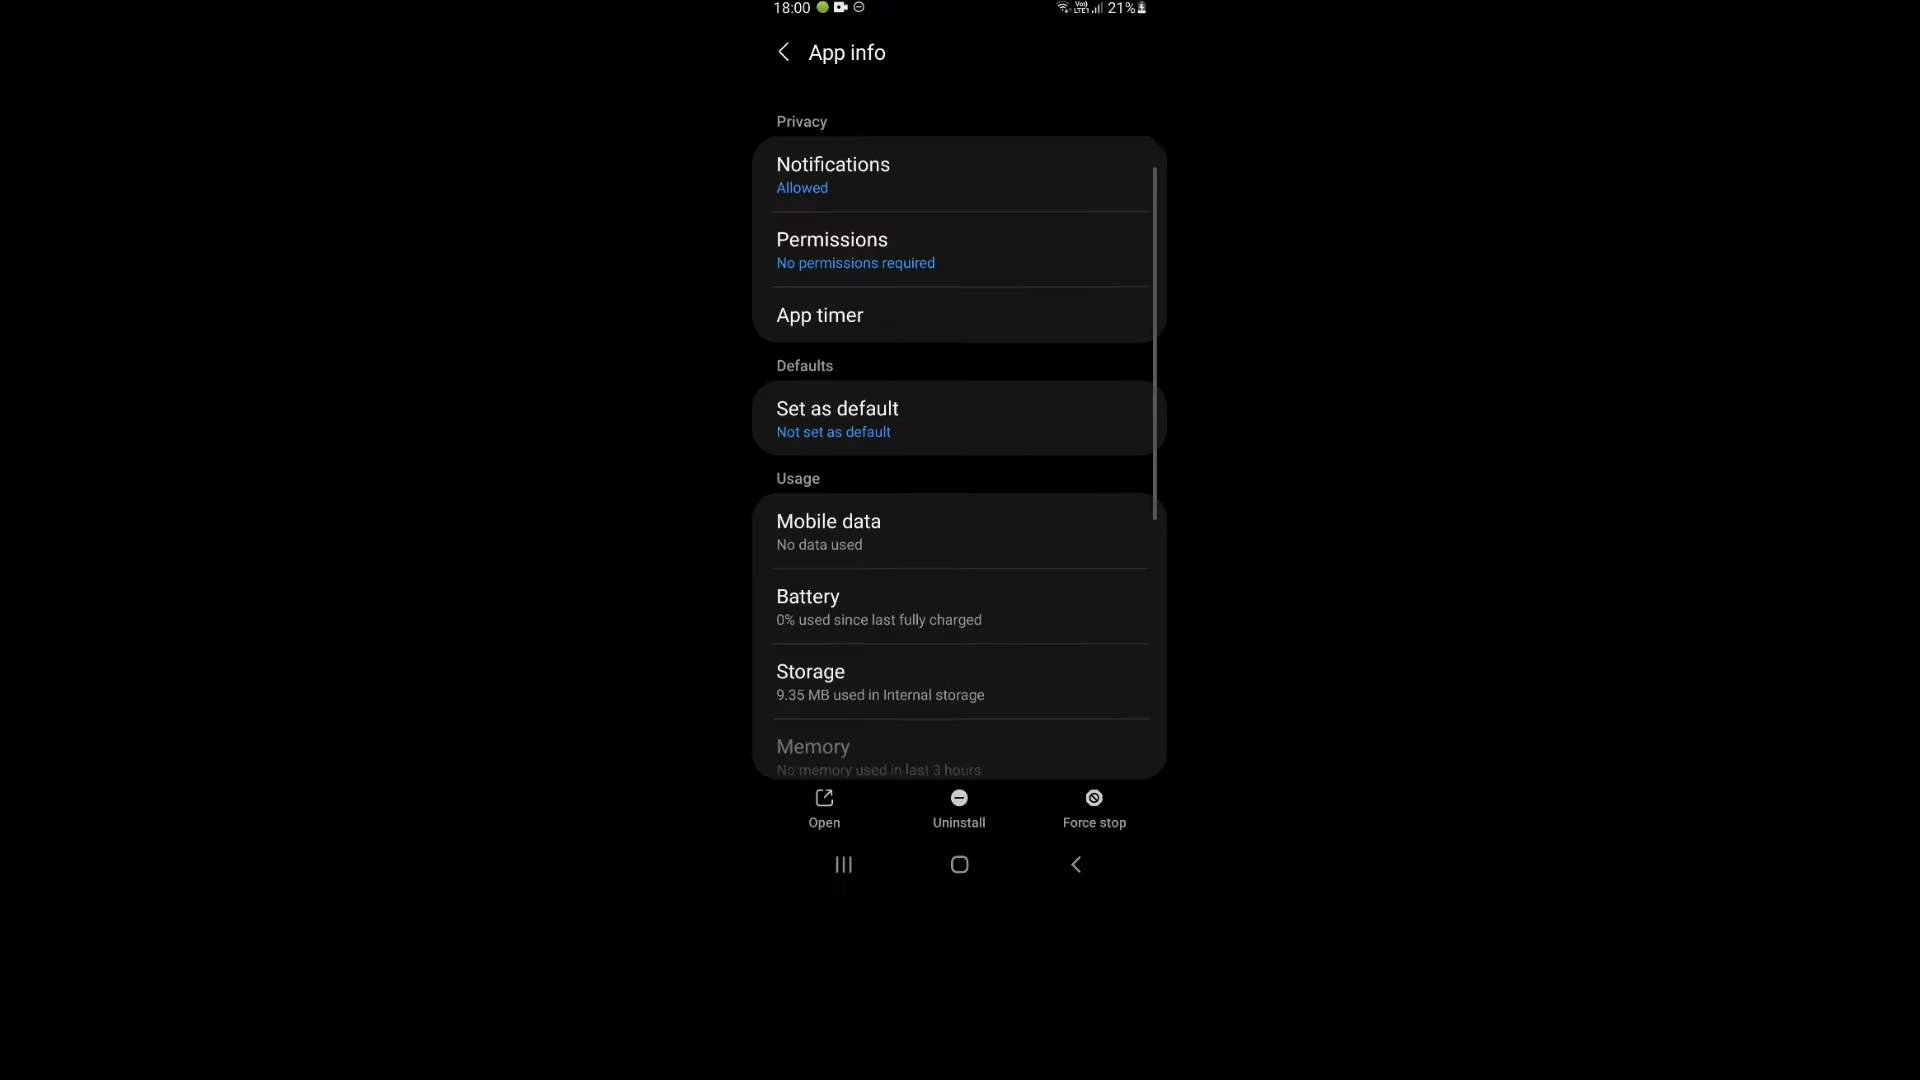 18:00 Vo) LTE1 21%
App info
Privacy
Notifications
Allowed
Permissions
No permissions required
App timer
Defaults
Set as default
Not set as default
Usage
Mobile data
No data used
Battery
0% used since last fully charged
Storage
9.35 MB used in Internal storage
Memory
No memory used in last 3 hours
Open Uninstall Force stop